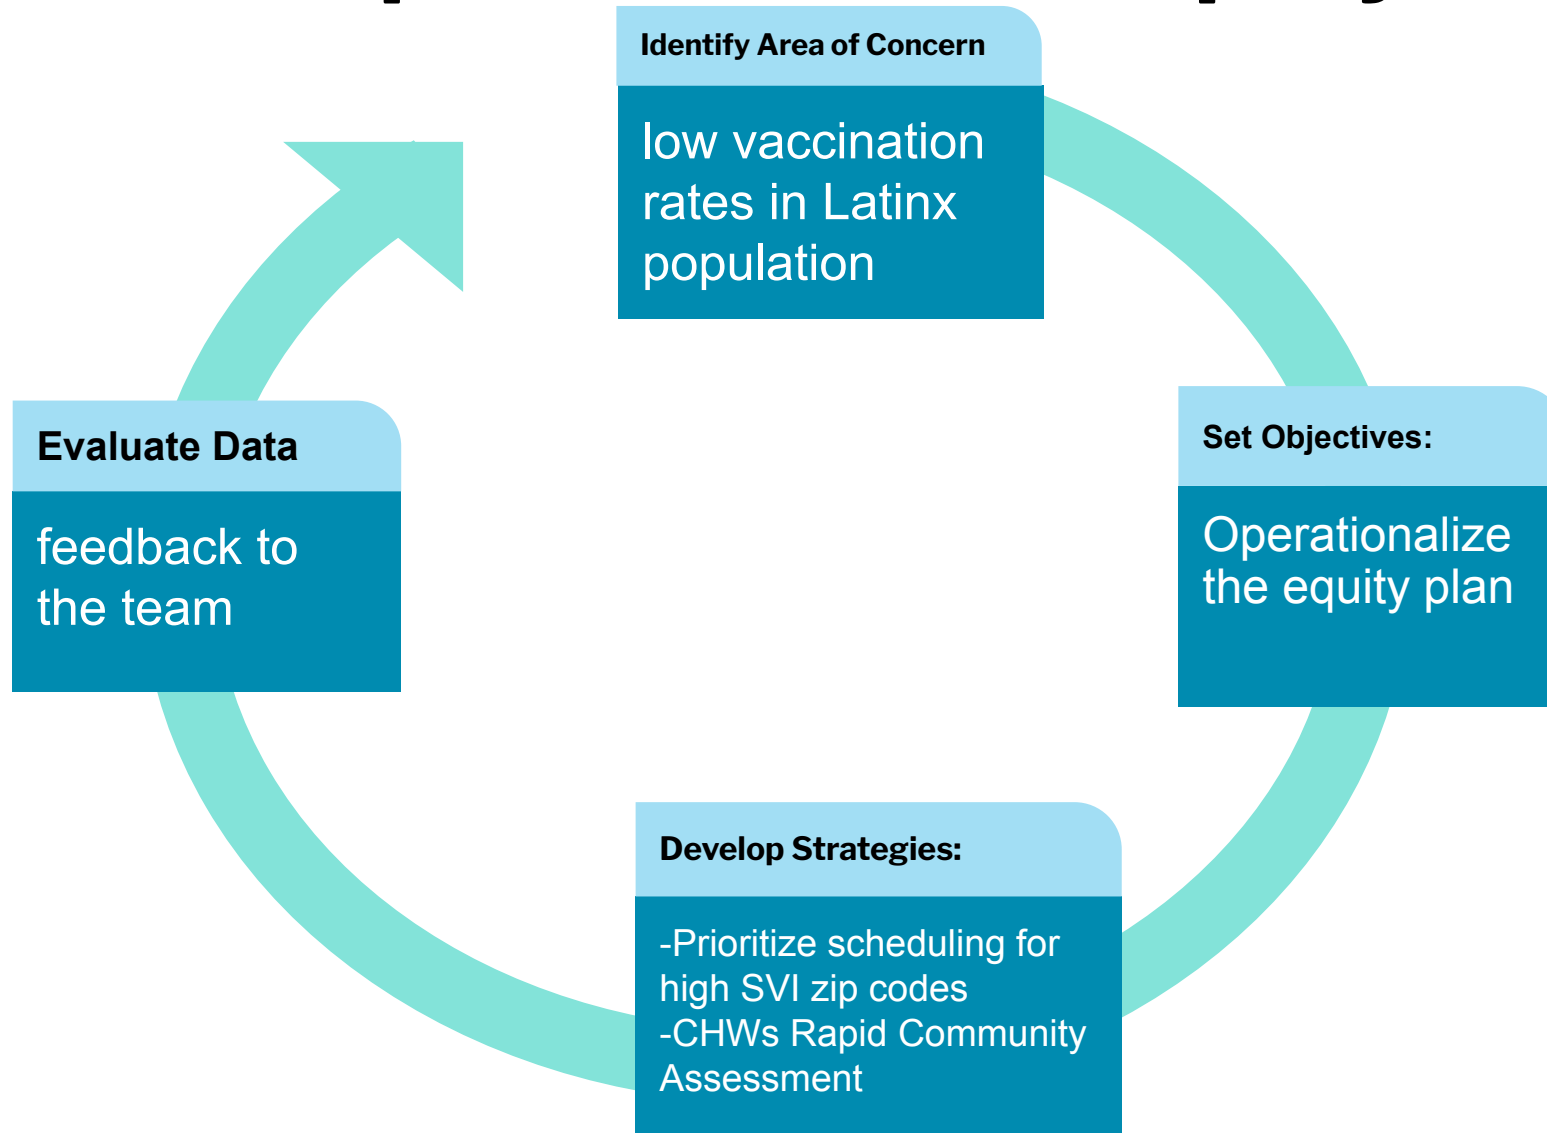 Identify Area of Concern
low vaccination
rates in Latinx
population
Set Objectives:
Operationalize
the equity plan
Develop Strategies:
-Prioritize scheduling for
high SVI zip codes
-CHWs Rapid Community
Assessment
Evaluate Data
feedback to
the team